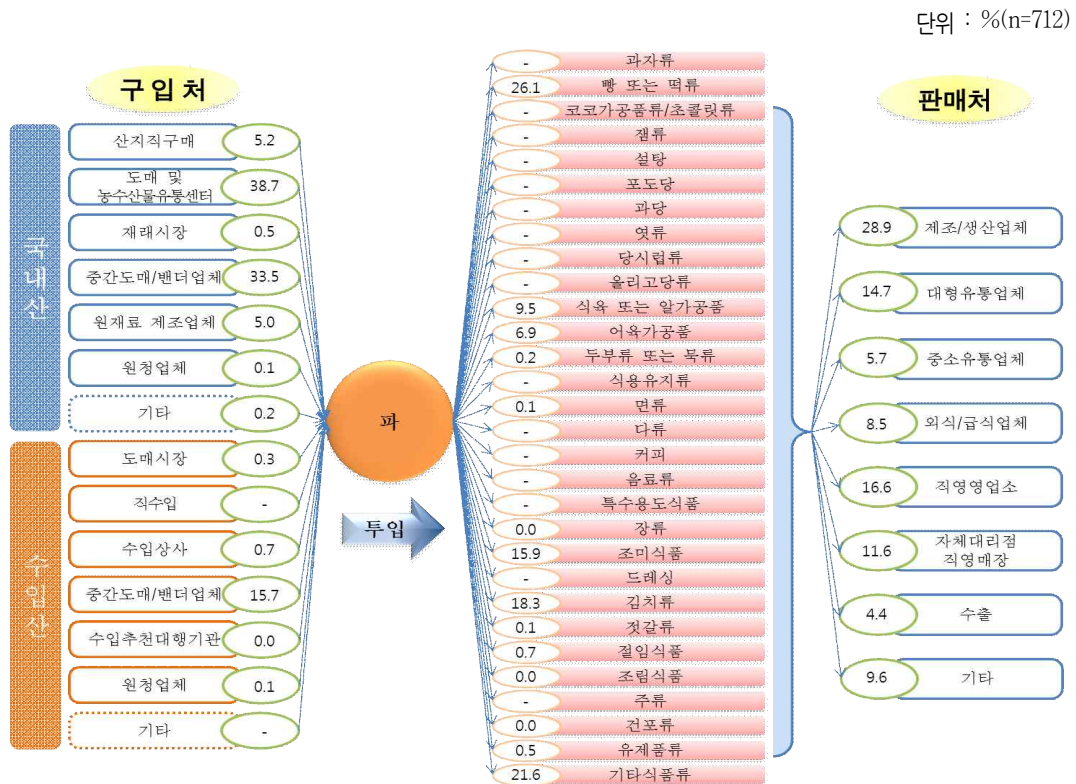 단위 : %(n=712)
구입처
국내산
산지직구매 5.2
도매 및
농수산물유통센터 38.7
재래시장 0.5
중간도매/밴더업체 33.5
원재료 제조업체 5.0
원청업체 0.1
기타 0.2
수입산
도매시장 0.3
직수입 -
수입상사 0.7
중간도매/밴더업체 15.7
수입추천대행기관 0.0
원청업체 0.1
기타 -
파
투입
- 과자류
26.1 빵 또는 떡류
- 코코가공품류/초콜릿류
- 잼류
- 설탕
- 포도당
- 과당
- 엿류
- 당시럽류
- 올리고당류
9.5 식육 또는 알가공품
6.9 어육가공품
0.2 두부류 또는 묵류
- 식용유지류
0.1 면류
- 다류
- 커피
- 음료류
- 특수용도식품
0.0 장류
15.9 조미식품
- 드레싱
18.3 김치류
0.1 젓갈류
0.7 절임식품
0.0 조림식품
- 주류
0.0 건포류
0.5 유제품류
21.6 기타식품류
판매처
28.9 제조/생산업체
14.7 대형유통업체
5.7 중소유통업체
8.5 외식/급식업체
16.6 직영영업소
11.6 자체대리점
직영매장
4.4 수출
9.6 기타